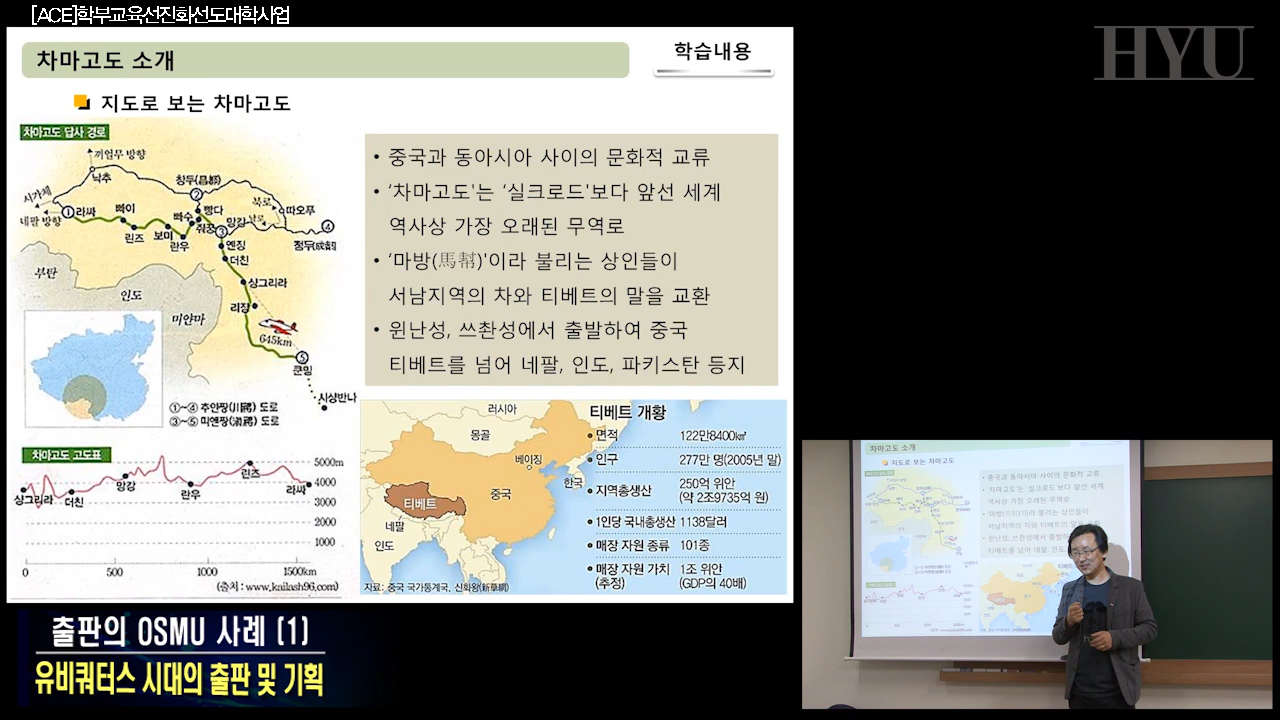 [ACE]학부교육선진화선도대학사업
HYU
차마고도 소개
학습내용
지도로 보는 차마고도
차마고도 답사 경로
끼엄무 방향
낙추
창두(昌都)
시가체
북로
따오푸
네팔 방향
① 라싸
빠이
빠수
빵다
②
망캉
남로
③
④
린즈
보미
란우
쭤궁
옌징
청두(成都)
더친
부탄
인도
샹그리라
리장
미얀마
645km
⑤
쿤밍
시상반나
①~④ 추안짱(川藏) 도로
③~⑤ 띠엔짱(滇藏) 도로
차마고도 고도표
5000m
4000
3000
2000
1000
샹그리라
더친
망캉
란우
린즈
라싸
0 500 1000 1500km
(출처 : www.kailash96.com)
• 중국과 동아시아 사이의 문화적 교류
• ‘차마고도'는 ‘실크로드'보다 앞선 세계
역사상 가장 오래된 무역로
• ‘마방(馬幇)'이라 불리는 상인들이
서남지역의 차와 티베트의 말을 교환
• 윈난성, 쓰촨성에서 출발하여 중국
티베트를 넘어 네팔, 인도, 파키스탄 등지
러시아
몽골
베이징
한국
중국
티베트
네팔
인도
자료: 중국 국가통계국, 신화왕(新華網)
티베트 개황
• 면적 122만8400㎢
• 인구 277만 명(2005년 말)
• 지역총생산 250억 위안
(약 2조9735억 원)
• 1인당 국내총생산 1138달러
• 매장 자원 종류 101종
• 매장 자원 가치 1조 위안
(추정) (GDP의 40배)
출판의 OSMU 사례 (1)
유비쿼터스 시대의 출판 및 기획